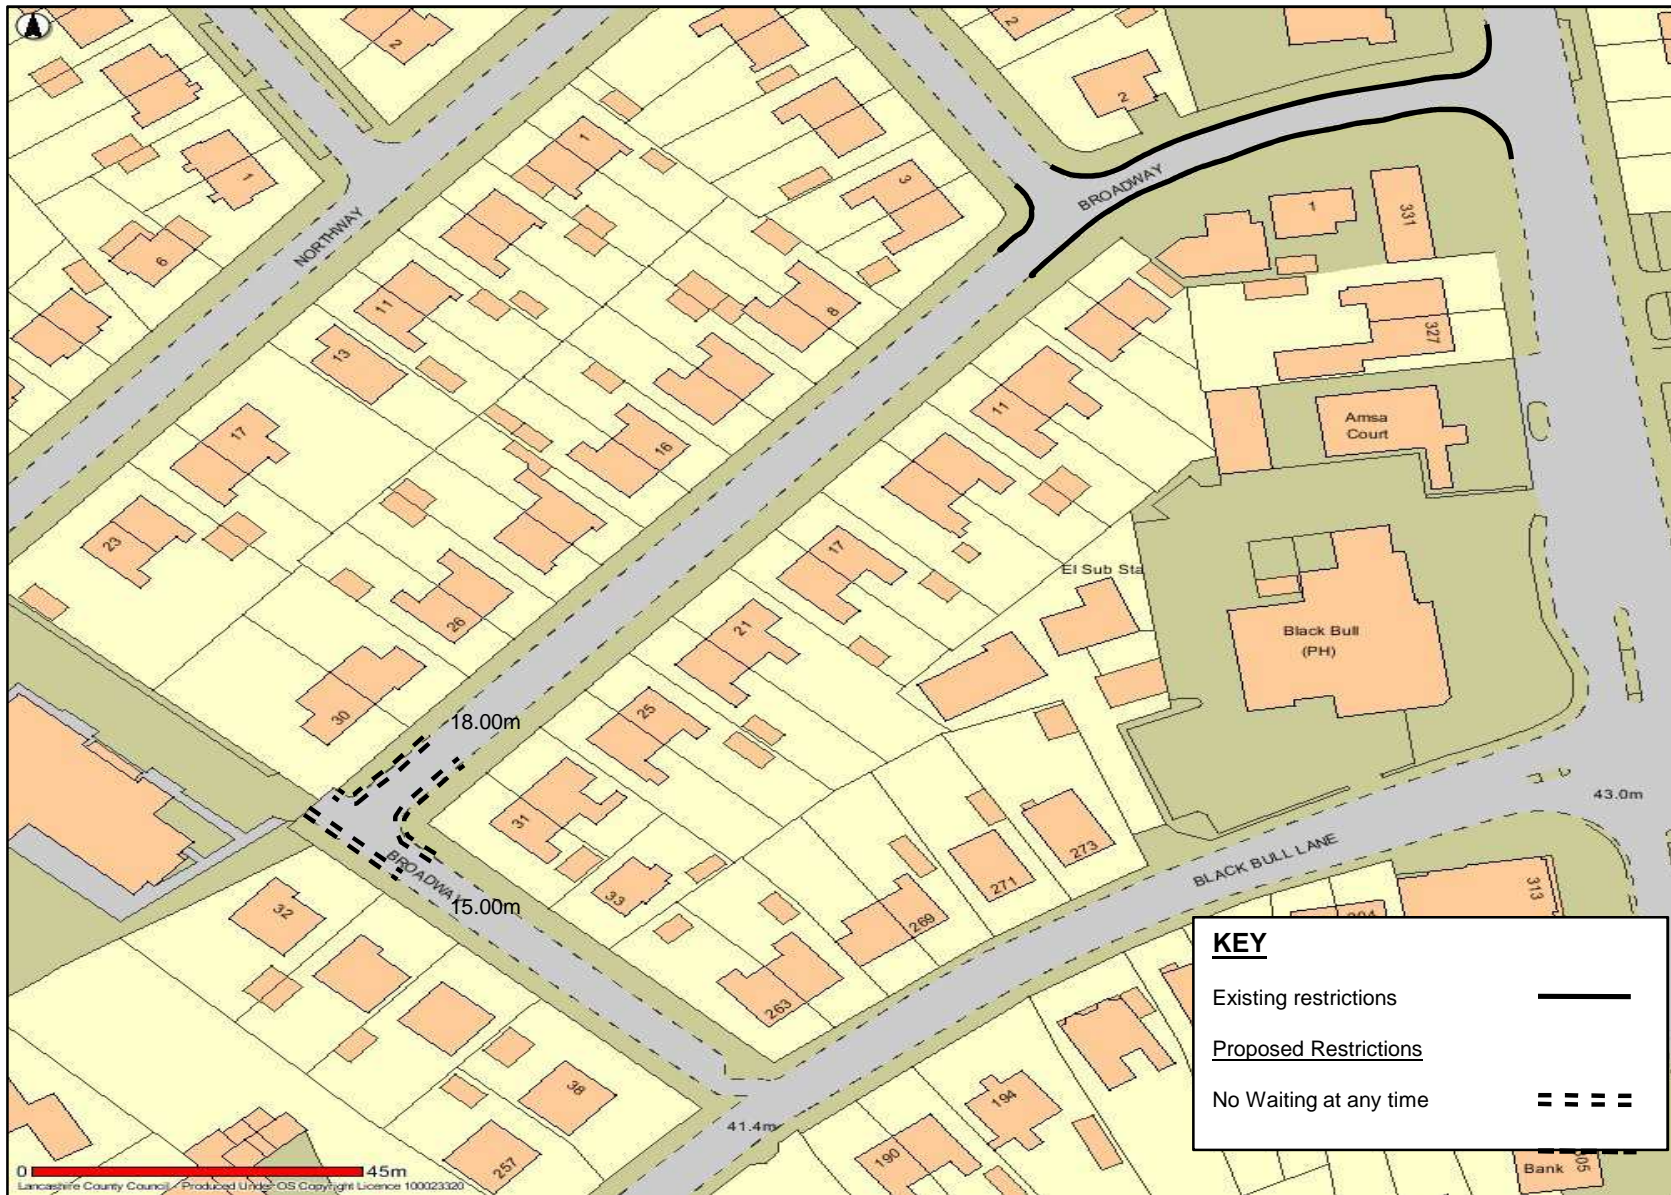 2
2
2
1
1
3
BROADWAY
1
331
6
NORTHWAY
11
8
327
13
11
Amsa
Court
17
16
23
17
El Sub Sta
26
21
Black Bull
(PH)
30
18.00m
25
43.0m
31
BROADWAY
273
BLACK BULL LANE
271
313
32
33
15.00m
269
263
KEY
Existing restrictions
Proposed Restrictions
No Waiting at any time
38
194
41.4m
190
257
Bank
305
0
45m
Lancashire County Council - Produced Under OS Copyright Licence 100023320